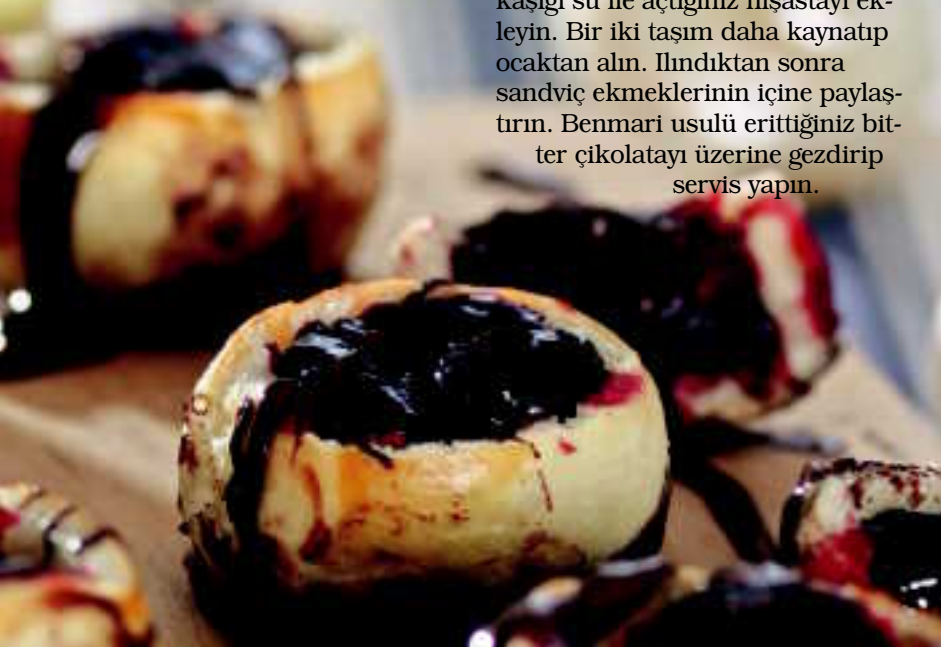 kaşığı su ile açtığınız nişastayı ek-
leyin. Bir iki taşım daha kaynatıp
ocaktan alın. Ilındıktan sonra
sandviç ekmeklerinin içine paylaş-
tırın. Benmari usulü erittiğiniz bit-
ter çikolatayı üzerine gezdirip
servis yapın.